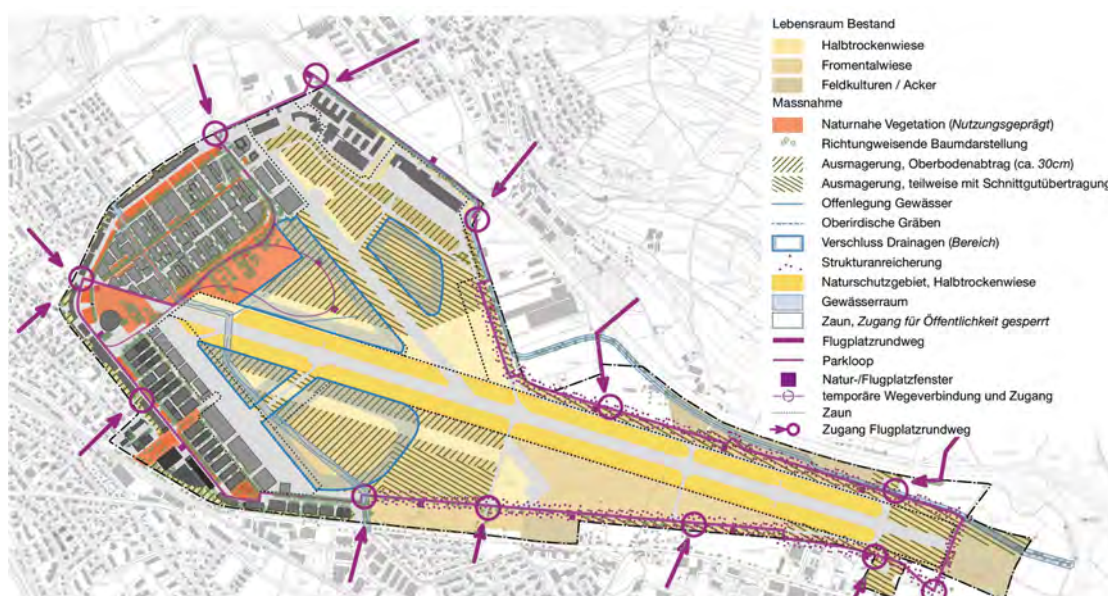 Lebensraum Bestand
Halbtrockenwiese
Fromentalwiese
Feldkulturen / Acker
Massnahme
Naturnahe Vegetation (Nutzungsgeprägt)
Richtungweisende Baumdarstellung
Ausmagerung, Oberbodenabtrag (ca. 30cm)
Ausmagerung, teilweise mit Schnittgutübertragung
Offenlegung Gewässer
Oberirdische Gräben
Verschluss Drainagen (Bereich)
Strukturanreicherung
Naturschutzgebiet, Halbtrockenwiese
Gewässerraum
Zaun, Zugang für Öffentlichkeit gesperrt
Flugplatzrundweg
Parkloop
Natur-/Flugplatzfenster
temporäre Wegeverbindung und Zugang
Zaun
Zugang Flugplatzrundweg